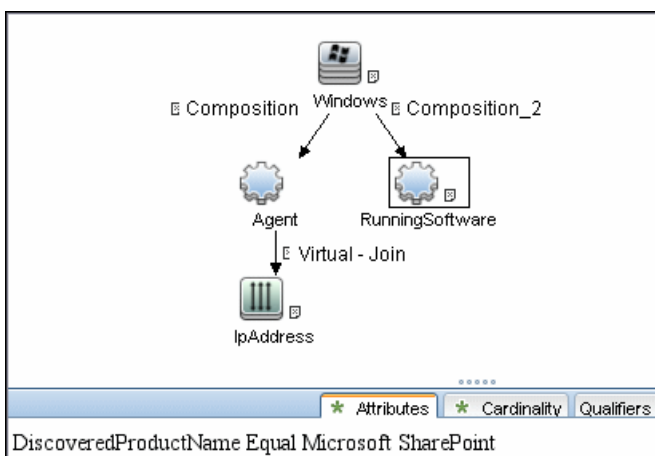 Windows
Composition
Composition_2
Agent
RunningSoftware
Virtual - Join
IpAddress
Attributes Cardinality Qualifiers
DiscoveredProductName Equal Microsoft SharePoint